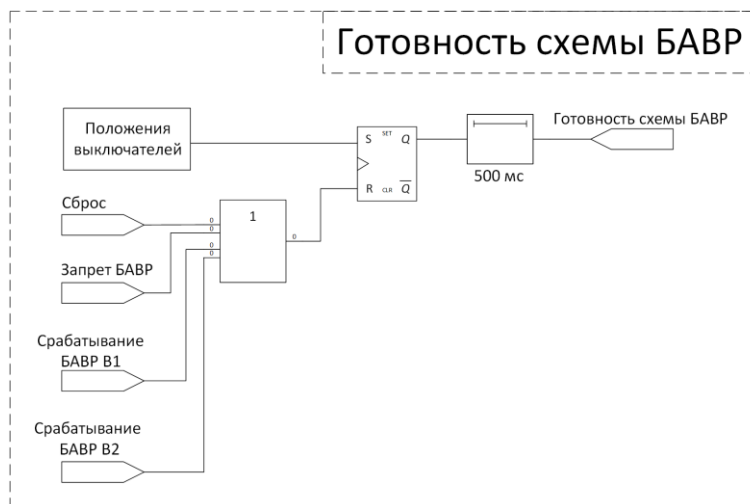 Готовность схемы БАВР
Положения
выключателей
S SET Q
R CLR Q
500 мс
Готовность схемы БАВР
Сброс
Запрет БАВР
Срабатывание
БАВР В1
Срабатывание
БАВР В2
0
0
0
0
1
0